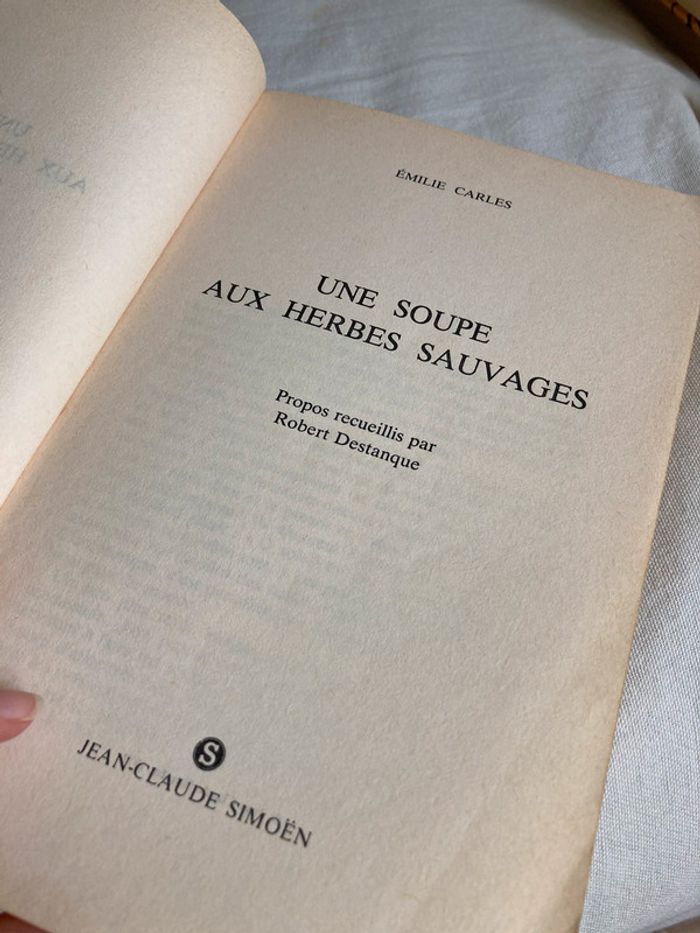 ÉMILIE CARLES
UNE SOUPE
AUX HERBES SAUVAGES
Propos recueillis par
Robert Destanque
S
JEAN-CLAUDE SIMOËN